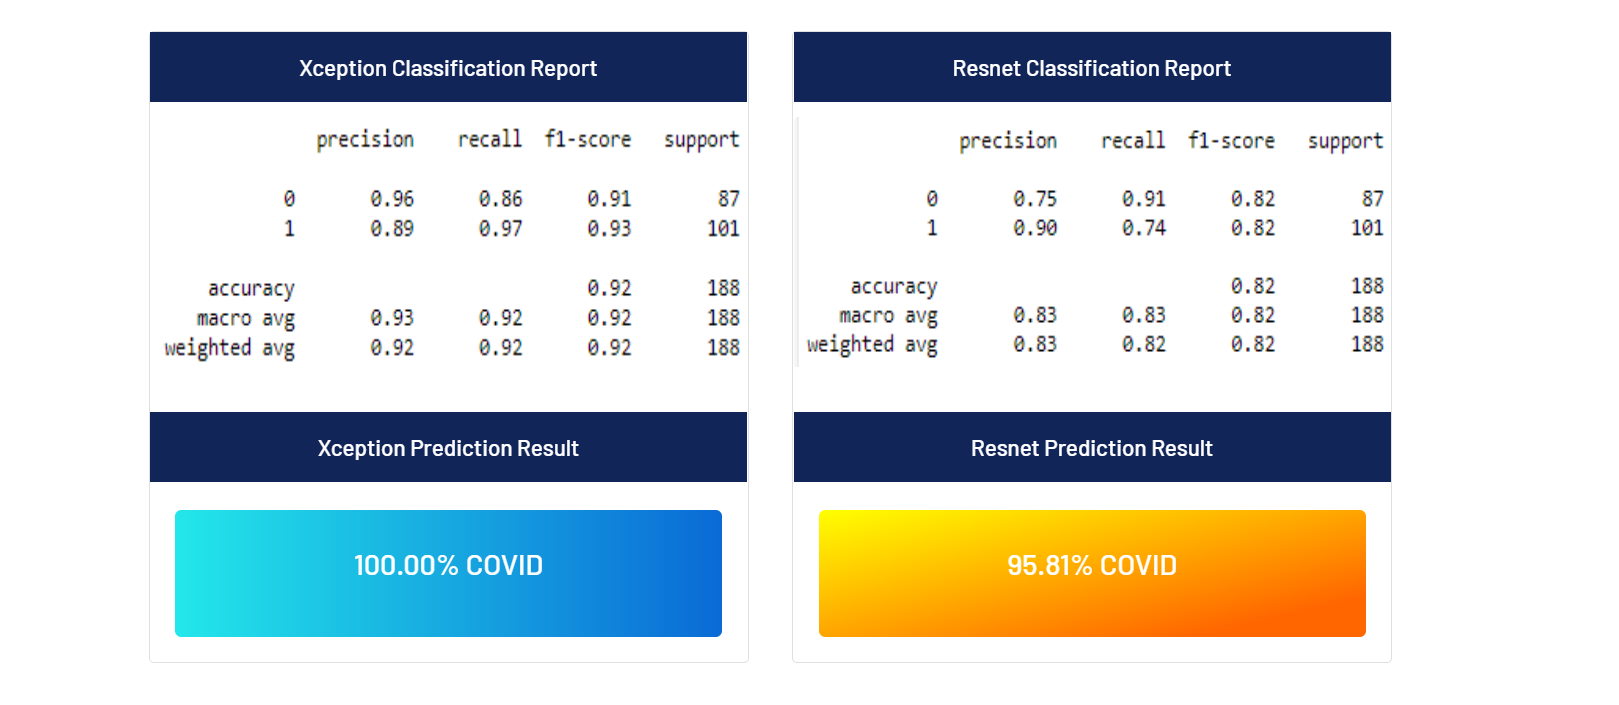 Xception Classification Report
precision recall f1-score support
0 0.96 0.86 0.91 87
1 0.89 0.97 0.93 101
accuracy 0.92 188
macro avg 0.93 0.92 0.92 188
weighted avg 0.92 0.92 0.92 188
Xception Prediction Result
100.00% COVID
Resnet Classification Report
precision recall f1-score support
0 0.75 0.91 0.82 87
1 0.90 0.74 0.82 101
accuracy 0.82 188
macro avg 0.83 0.83 0.82 188
weighted avg 0.83 0.82 0.82 188
Resnet Prediction Result
95.81% COVID